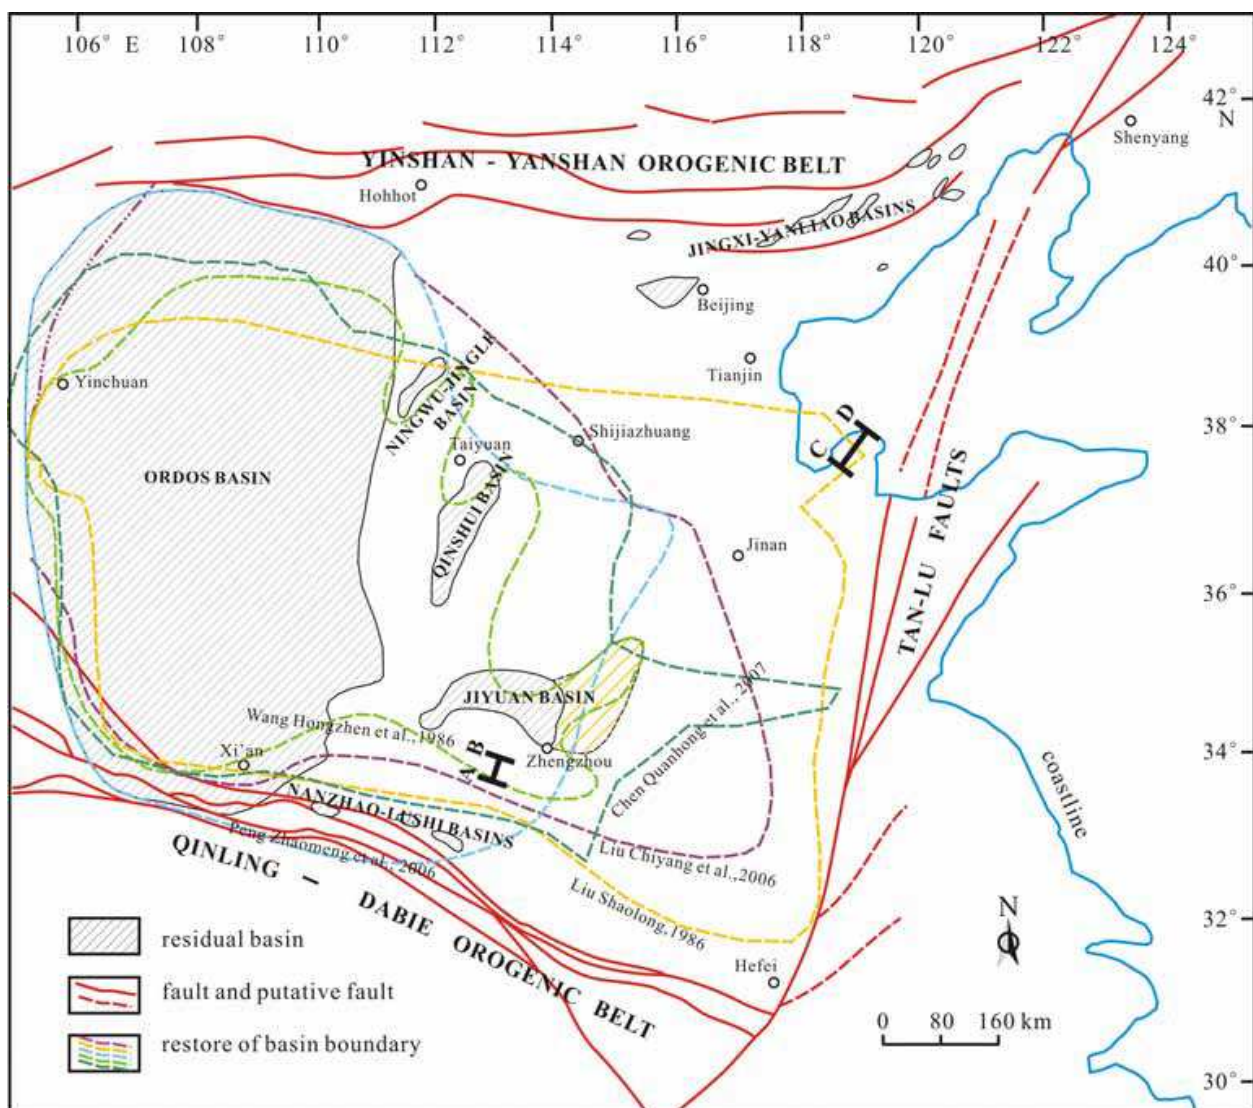 106° E 108° 110° 112° 114° 116° 118° 120° 122° 124°
42°
N
Shenyang
YINSHAN - YANSHAN OROGENIC BELT
Hohhot
JINGXI-YANLIAO BASINS
40°
Beijing
Tianjin
Yinchuan
NINGWU-JINGLE
BASIN
Shijiazhuang
38°
D
C
Taiyuan
ORDOS BASIN
QINSHUI BASIN
TAN-LU FAULTS
Jinan
36°
JIYUAN BASIN
Wang Hongzhen et al.,1986
Chen Quanhong et al.,2007
34°
Xi'an
B
A
Zhengzhou
coastline
NANZHAO-LUSHI BASINS
Peng Zhaomeng et al., 2006
Liu Chiyang et al.,2006
Liu Shaolong,1986
QINLING – DABIE OROGENIC BELT
32°
N
Hefei
residual basin
fault and putative fault
restore of basin boundary
0 80 160 km
30°